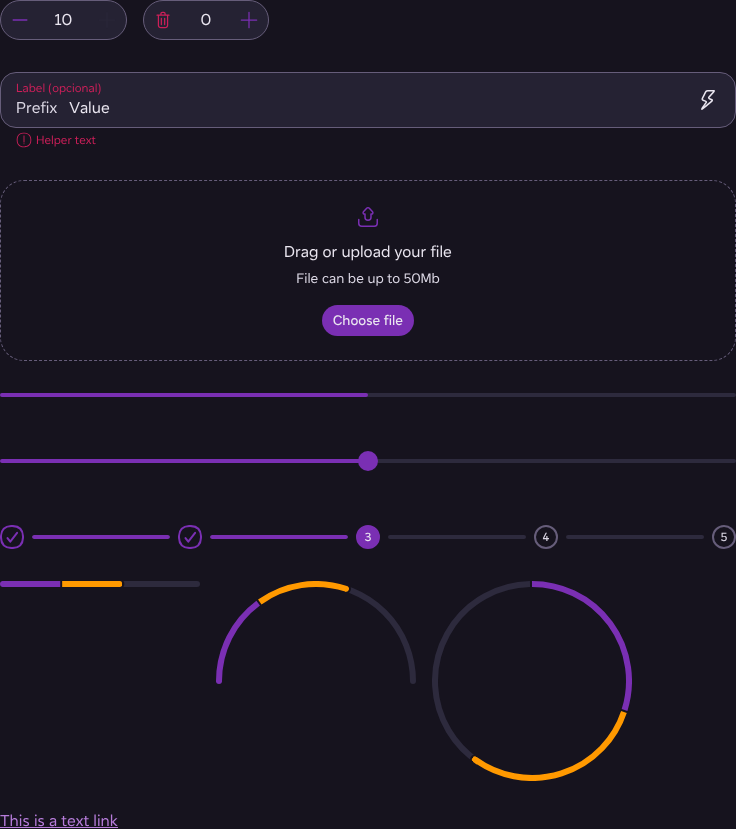 10 0
Label (opcional)
Prefix Value
Helper text
Drag or upload your file
File can be up to 50Mb
Choose file
3 4 5
This is a text link